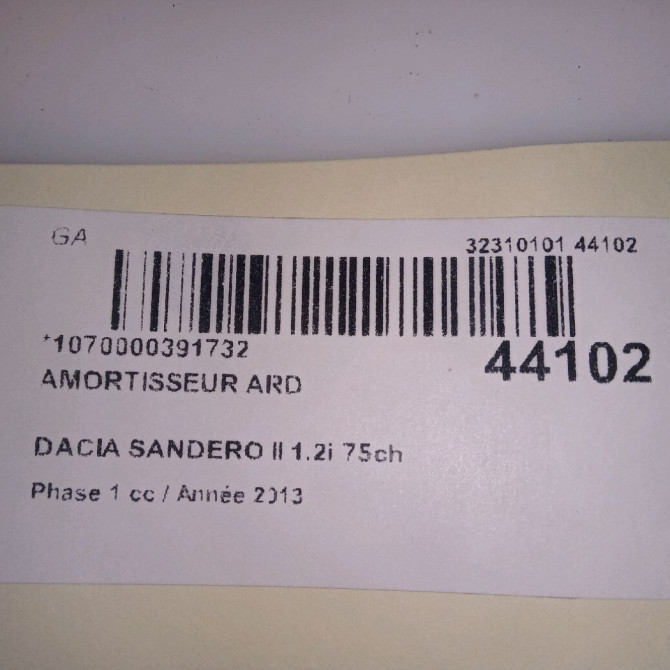 GA
32310101 44102
*1070000391732
44102
AMORTISSEUR ARD
DACIA SANDERO II 1.2i 75ch
Phase 1 cc / Année 2013